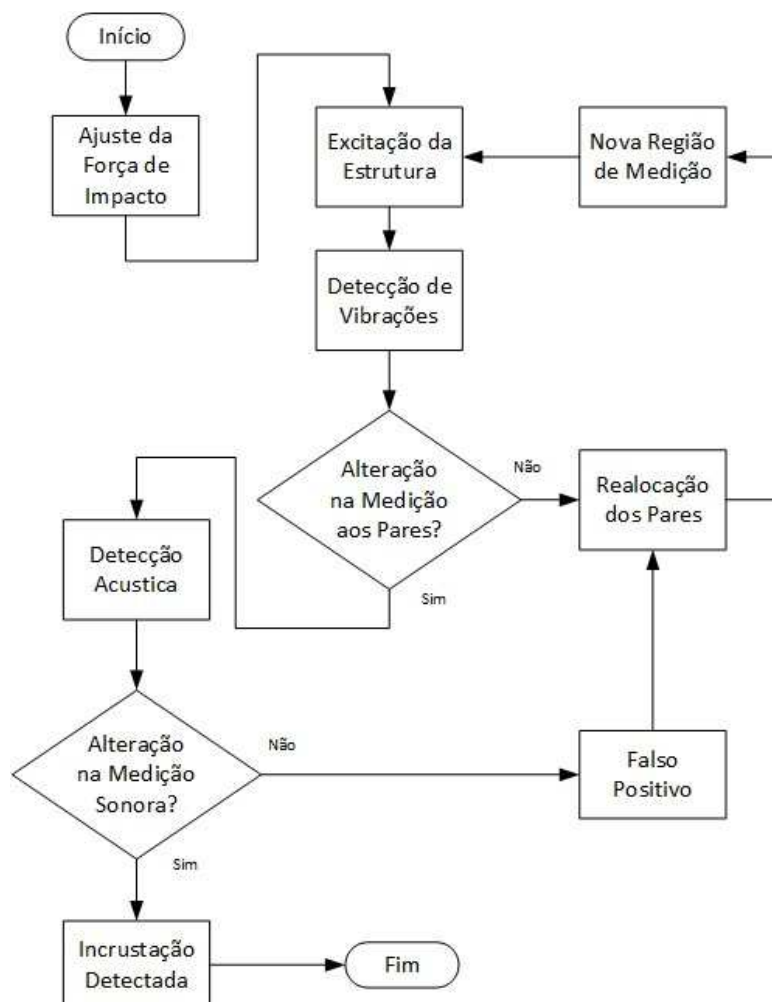 Início
Ajuste da
Força de
Impacto
Excitação da
Estrutura
Nova Região
de Medição
Detecção de
Vibrações
Alteração
na Medição
aos Pares?
Não
Sim
Realocação
dos Pares
Detecção
Acustica
Alteração
na Medição
Sonora?
Não
Sim
Falso
Positivo
Incrustação
Detectada
Fim